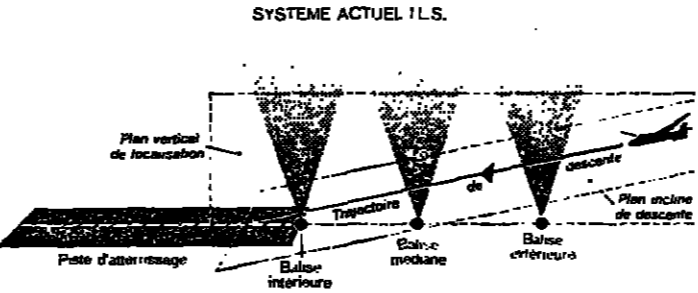 SYSTEME ACTUEL I L S.
Plan vertical
de localisation
Trajectoire de descente
Plan incline
de descente
Piste d'atterrissage
Balise
intérieure
Balise
médiane
Balise
extérieure